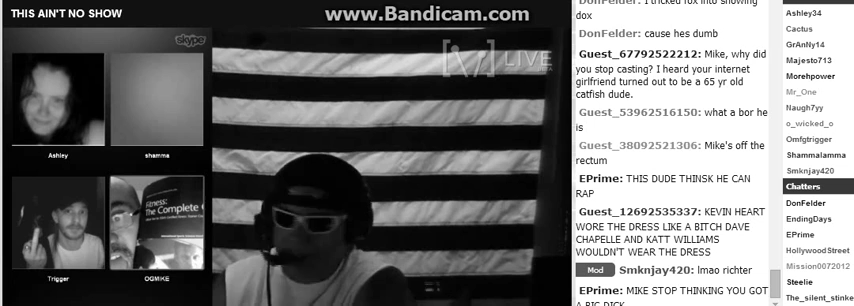 THIS AIN'T NO SHOW
www.Bandicam.com
skype
LIVE
Ashley
shamma
Fitness:
The Complete
Trigger
OGMIKE
DonFelder: I tricked fox into showing
dox
DonFelder: cause hes dumb
Guest_67792522212: Mike, why did
you stop casting? I heard your internet
girlfriend turned out to be a 65 yr old
catfish dude.
Guest_53962516150: what a bor he
is
Guest_38092521306: Mike's off the
rectum
EPrime: THIS DUDE THINSK HE CAN
RAP
Guest_12692535337: KEVIN HEART
WORE THE DRESS LIKE A BITCH DAVE
CHAPELLE AND KATT WILLIAMS
WOULDN'T WEAR THE DRESS
Mod Smknjay420: lmao richter
EPrime: MIKE STOP THINKING YOU GOT
A BIG DICK
Ashley34
Cactus
GrAnNy14
Majesto713
Morehpower
Mr_One
Naugh7yy
o_wicked_o
Omfgtrigger
Shammalamma
Smknjay420
Chatters
DonFelder
EndingDays
EPrime
HollywoodStreet
Mission0072012
Steelie
The_silent_stinke